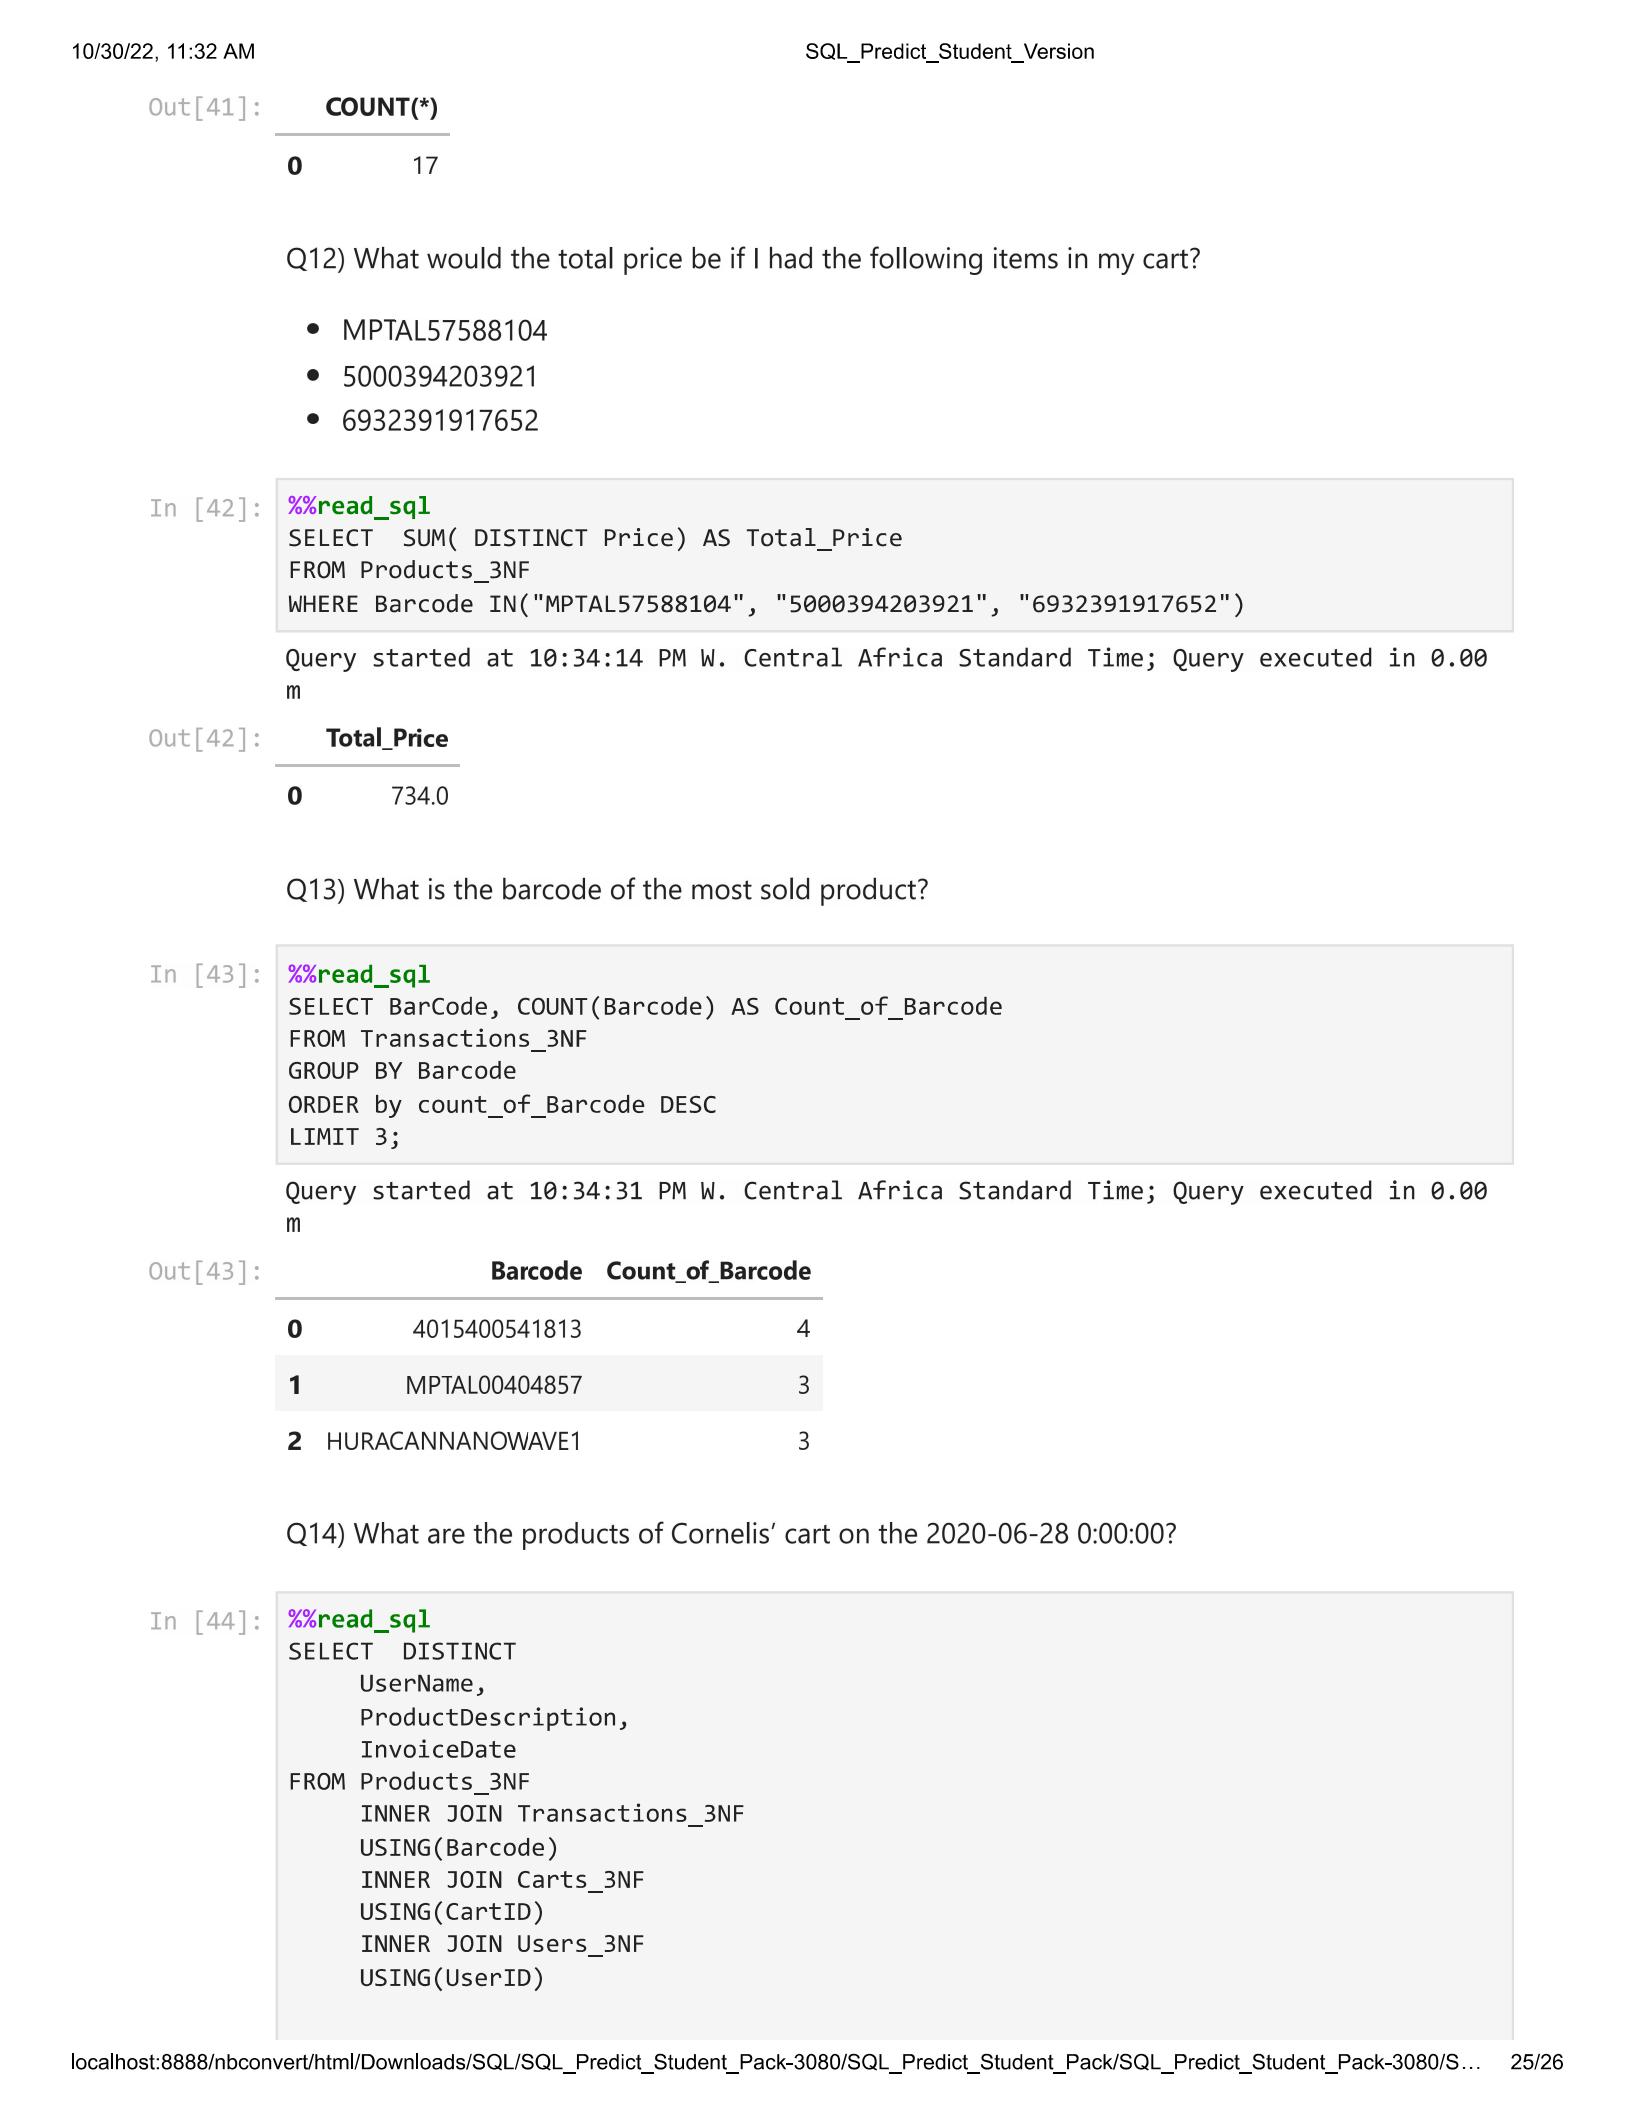 10/30/22, 11:32 AM SQL_Predict_Student_Version
Out[41]: COUNT(*)
0 17
Q12) What would the total price be if I had the following items in my cart?
• MPTAL57588104
• 5000394203921
• 6932391917652
In [42]: %%read_sql
SELECT  SUM( DISTINCT Price) AS Total_Price
FROM Products_3NF
WHERE Barcode IN("MPTAL57588104", "5000394203921", "6932391917652")
Query started at 10:34:14 PM W. Central Africa Standard Time; Query executed in 0.00
m
Out[42]: Total_Price
0 734.0
Q13) What is the barcode of the most sold product?
In [43]: %%read_sql
SELECT BarCode, COUNT(Barcode) AS Count_of_Barcode
FROM Transactions_3NF
GROUP BY Barcode
ORDER by count_of_Barcode DESC
LIMIT 3;
Query started at 10:34:31 PM W. Central Africa Standard Time; Query executed in 0.00
m
Out[43]: Barcode Count_of_Barcode
0 4015400541813 4
1 MPTAL00404857 3
2 HURACANNANOWAVE1 3
Q14) What are the products of Cornelis’ cart on the 2020-06-28 0:00:00?
In [44]: %%read_sql
SELECT  DISTINCT
UserName,
ProductDescription,
InvoiceDate
FROM Products_3NF
INNER JOIN Transactions_3NF
USING(Barcode)
INNER JOIN Carts_3NF
USING(CartID)
INNER JOIN Users_3NF
USING(UserID)
localhost:8888/nbconvert/html/Downloads/SQL/SQL_Predict_Student_Pack-3080/SQL_Predict_Student_Pack/SQL_Predict_Student_Pack-3080/S… 25/26